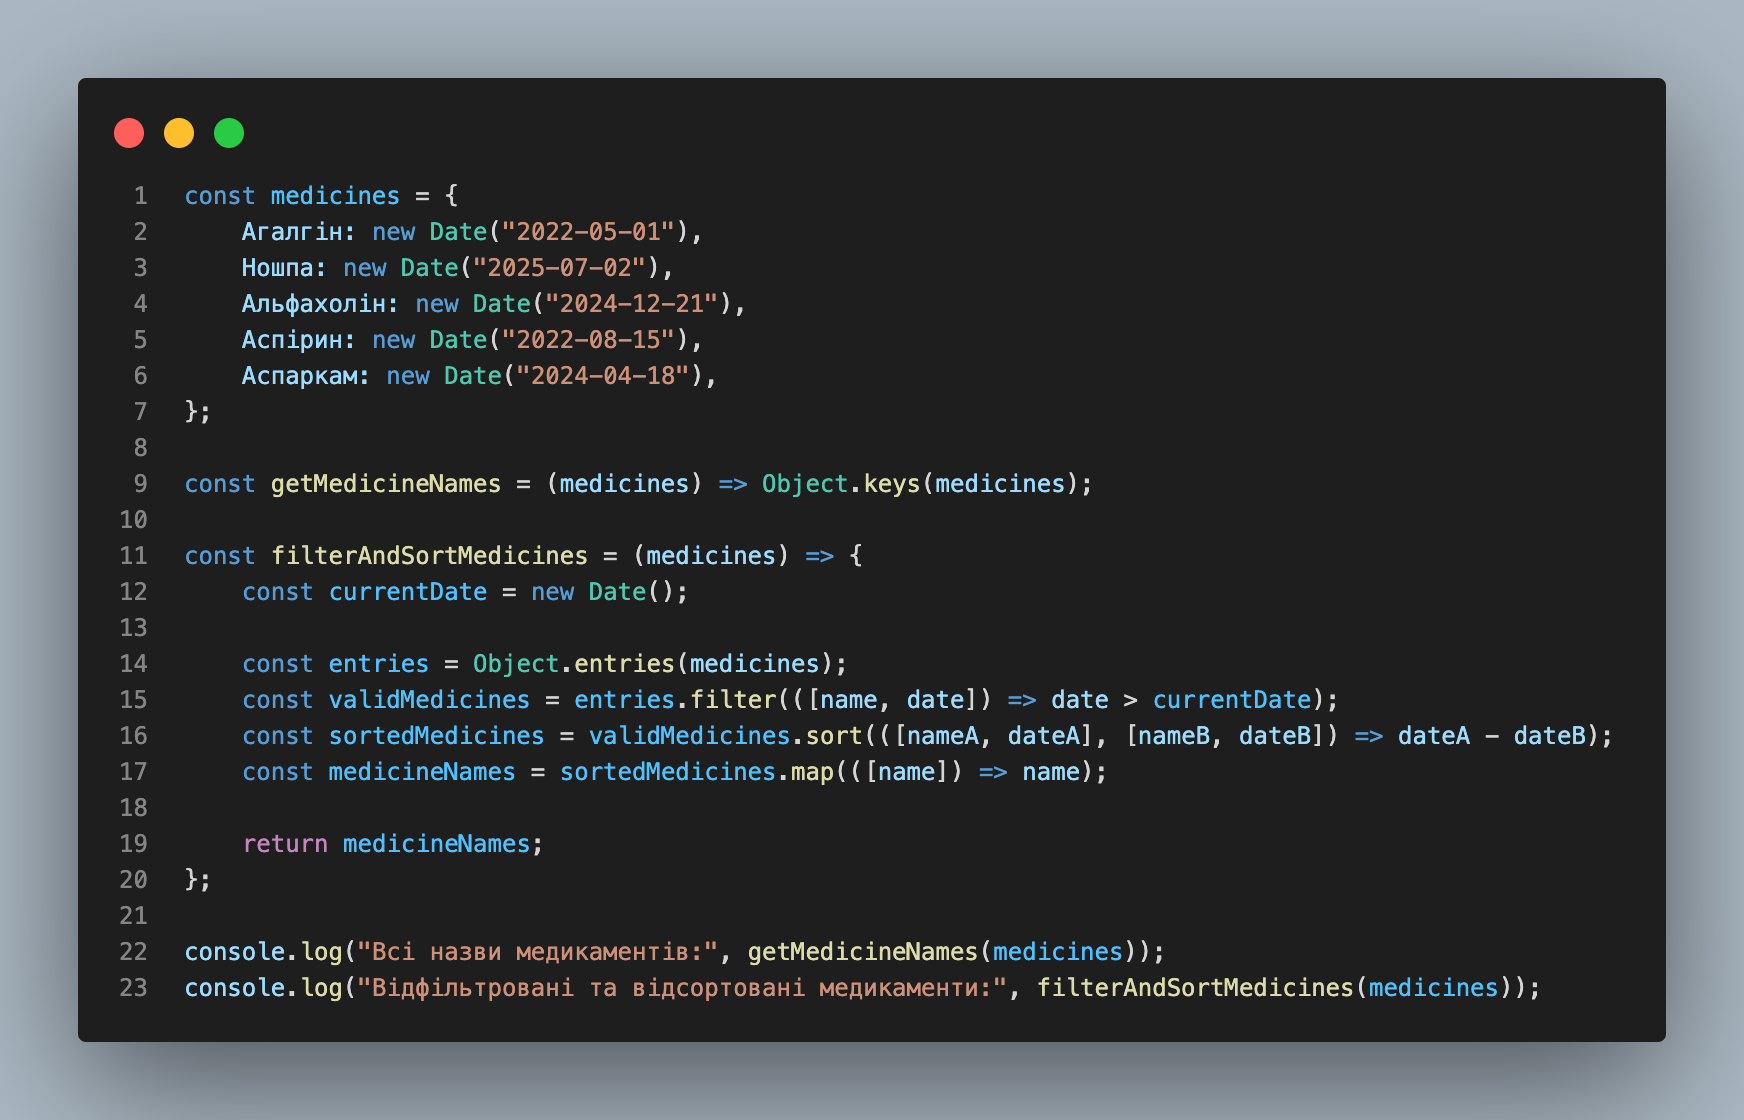 1 const medicines = {
2     Агалгін: new Date("2022-05-01"),
3     Ношпа: new Date("2025-07-02"),
4     Альфахолін: new Date("2024-12-21"),
5     Аспірин: new Date("2022-08-15"),
6     Аспаркам: new Date("2024-04-18"),
7 };
8
9 const getMedicineNames = (medicines) => Object.keys(medicines);
10
11 const filterAndSortMedicines = (medicines) => {
12     const currentDate = new Date();
13
14     const entries = Object.entries(medicines);
15     const validMedicines = entries.filter(([name, date]) => date > currentDate);
16     const sortedMedicines = validMedicines.sort(([nameA, dateA], [nameB, dateB]) => dateA - dateB);
17     const medicineNames = sortedMedicines.map(([name]) => name);
18
19     return medicineNames;
20 };
21
22 console.log("Всі назви медикаментів:", getMedicineNames(medicines));
23 console.log("Відфільтровані та відсортовані медикаменти:", filterAndSortMedicines(medicines));